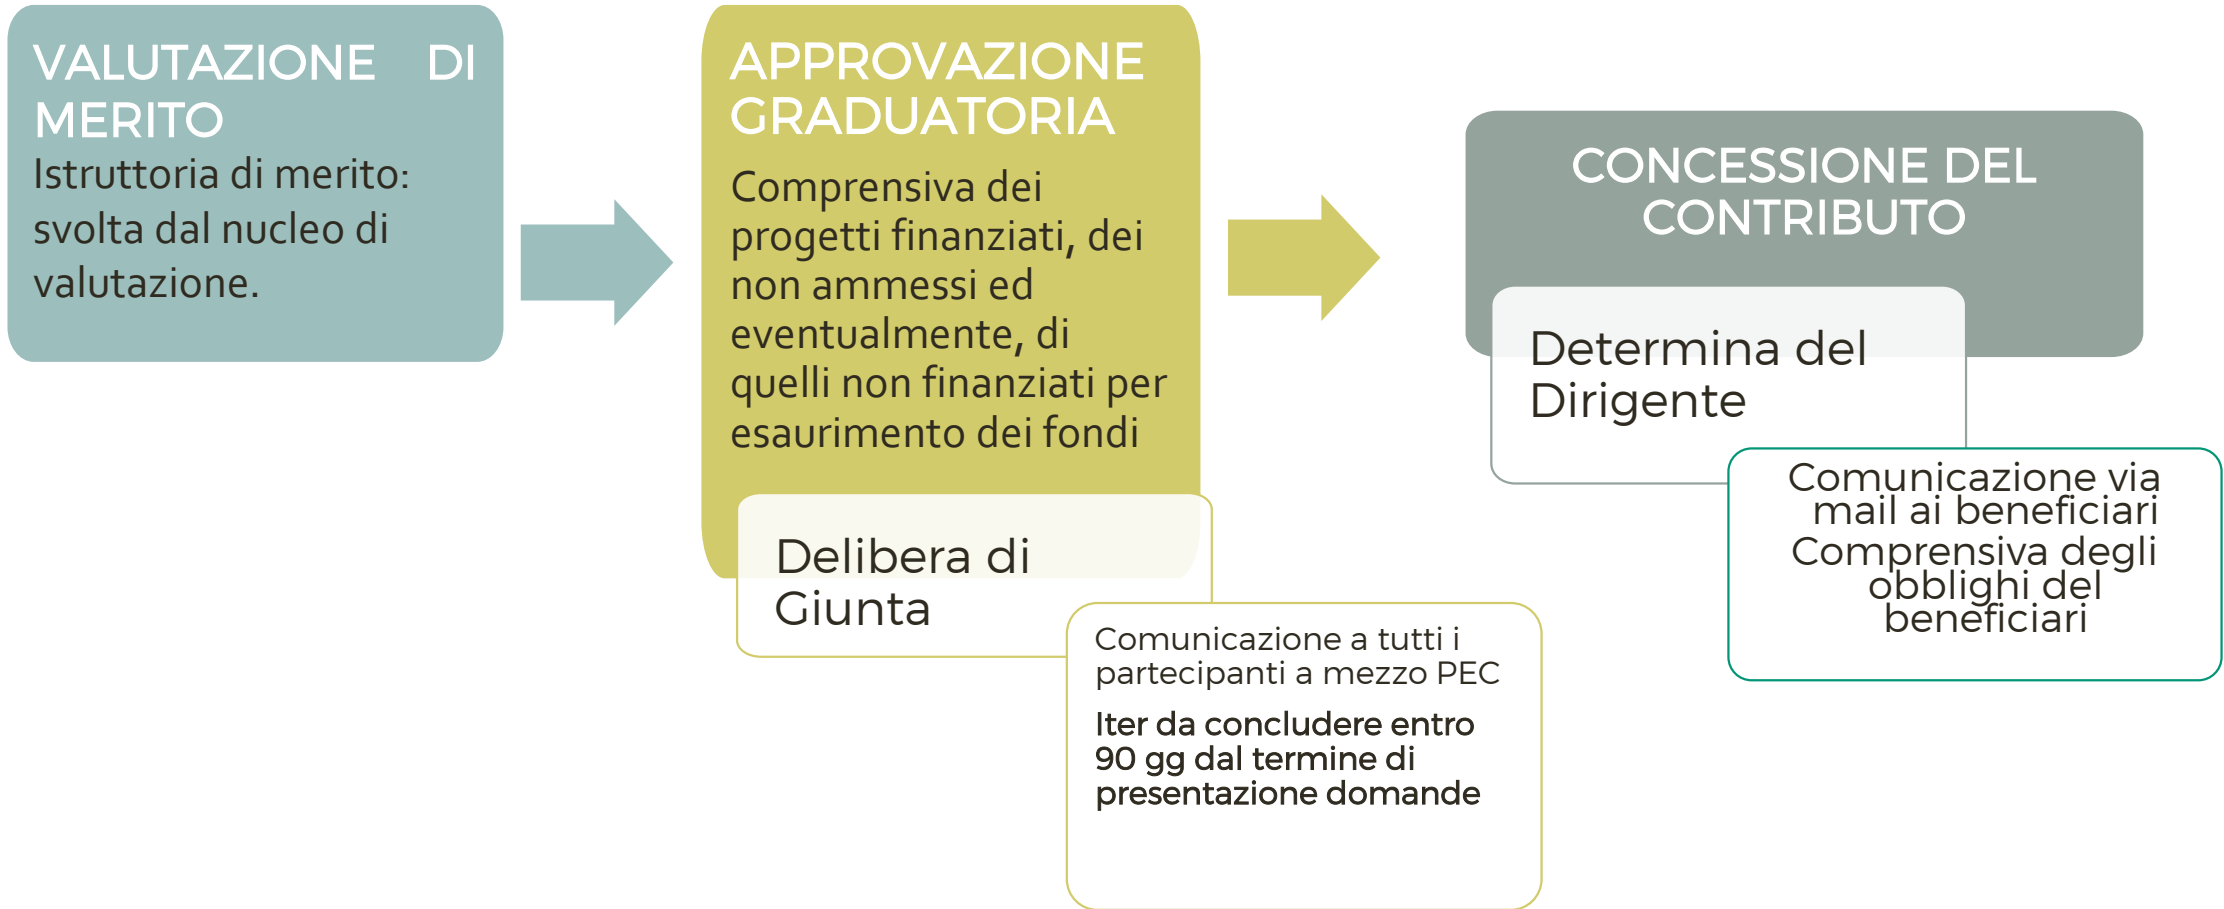 VALUTAZIONE DI
MERITO
Istruttoria di merito:
svolta dal nucleo di
valutazione.
APPROVAZIONE
GRADUATORIA
Comprensiva dei
progetti finanziati, dei
non ammessi ed
eventualmente, di
quelli non finanziati per
esaurimento dei fondi
Delibera di
Giunta
Comunicazione a tutti i
partecipanti a mezzo PEC
Iter da concludere entro
90 gg dal termine di
presentazione domande
CONCESSIONE DEL
CONTRIBUTO
Determina del
Dirigente
Comunicazione via
mail ai beneficiari
Comprensiva degli
obblighi del
beneficiari